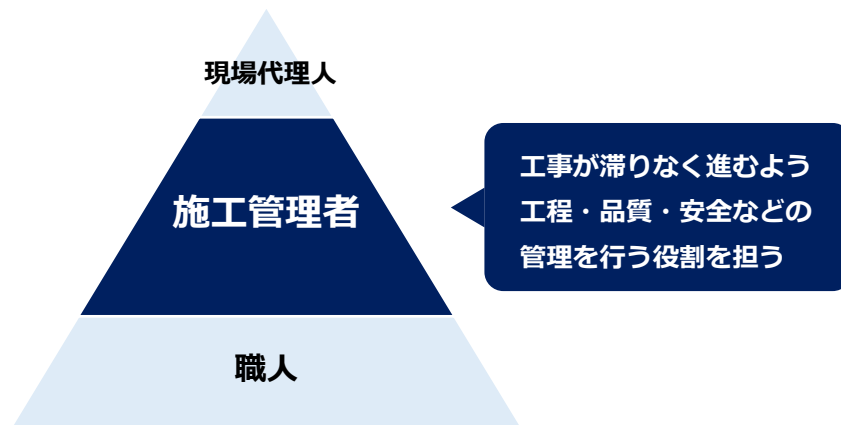 現場代理人
施工管理者
工事が滞りなく進むよう
工程・品質・安全などの
管理を行う役割を担う
職人